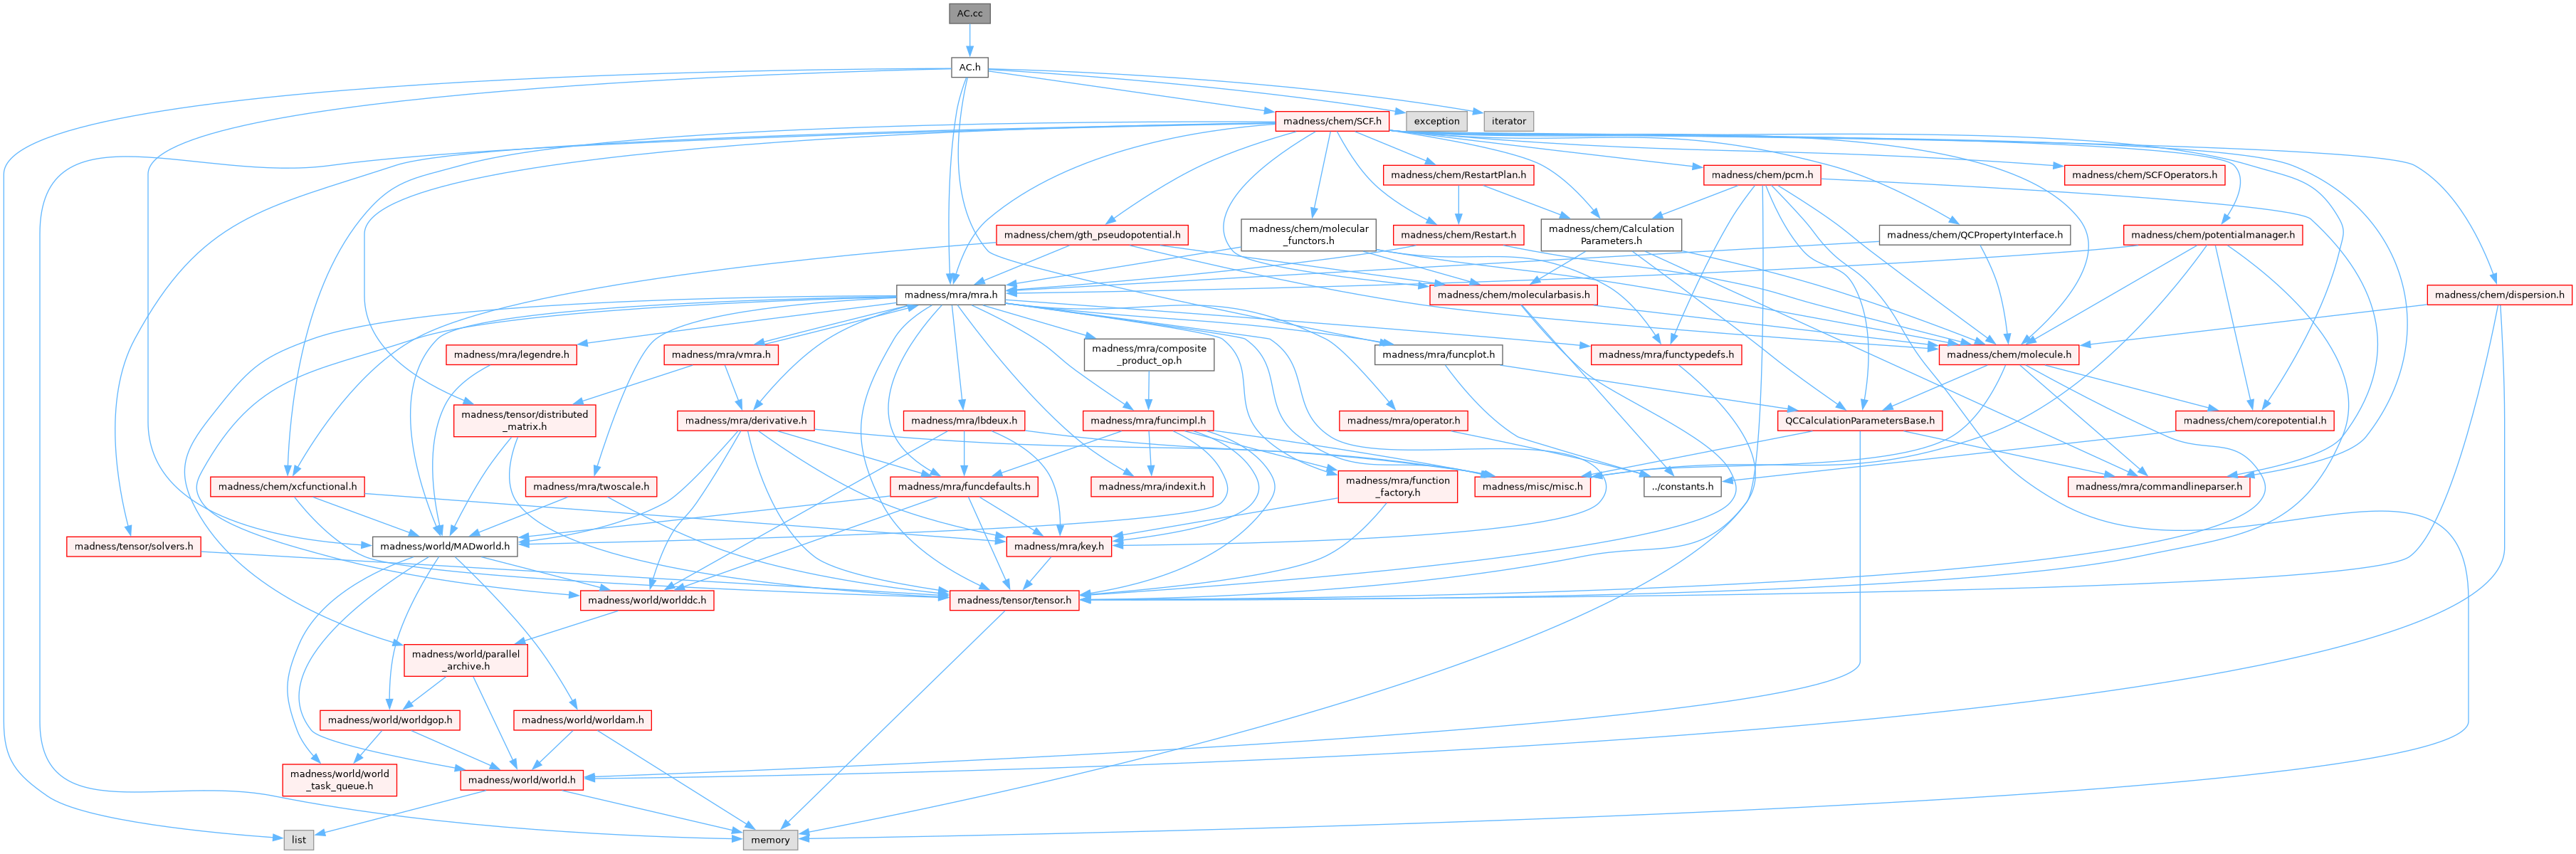 AC.cc
AC.h
madness/chem/SCF.h
exception
iterator
madness/chem/RestartPlan.h
madness/chem/pcm.h
madness/chem/SCFOperators.h
madness/chem/gth_pseudopotential.h
madness/chem/molecular
_functors.h
madness/chem/Restart.h
madness/chem/Calculation
Parameters.h
madness/chem/QCPropertyInterface.h
madness/chem/potentialmanager.h
madness/mra/mra.h
madness/chem/molecularbasis.h
madness/chem/dispersion.h
madness/mra/legendre.h
madness/mra/vmra.h
madness/mra/composite
_product_op.h
madness/mra/funcplot.h
madness/mra/functypedefs.h
madness/chem/molecule.h
madness/tensor/distributed
_matrix.h
madness/mra/derivative.h
madness/mra/lbdeux.h
madness/mra/funcimpl.h
madness/mra/operator.h
QCCalculationParametersBase.h
madness/chem/corepotential.h
madness/chem/xcfunctional.h
madness/mra/twoscale.h
madness/mra/funcdefaults.h
madness/mra/indexit.h
madness/mra/function
_factory.h
madness/misc/misc.h
../constants.h
madness/mra/commandlineparser.h
madness/tensor/solvers.h
madness/world/MADworld.h
madness/mra/key.h
madness/world/worlddc.h
madness/tensor/tensor.h
madness/world/parallel
_archive.h
madness/world/worldgop.h
madness/world/worldam.h
madness/world/world
_task_queue.h
madness/world/world.h
list
memory